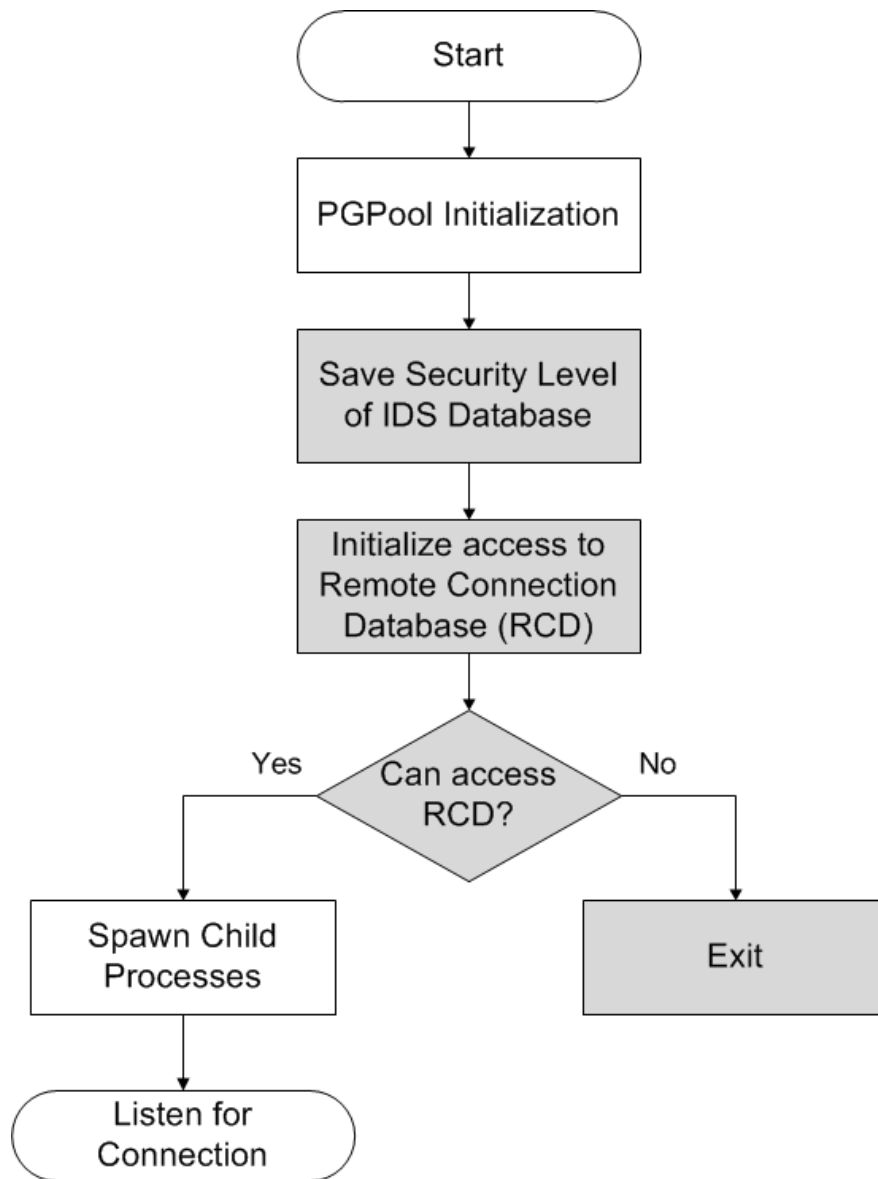 Start
PGPool Initialization
Save Security Level
of IDS Database
Initialize access to
Remote Connection
Database (RCD)
Yes
Can access
RCD?
No
Spawn Child
Processes
Exit
Listen for
Connection